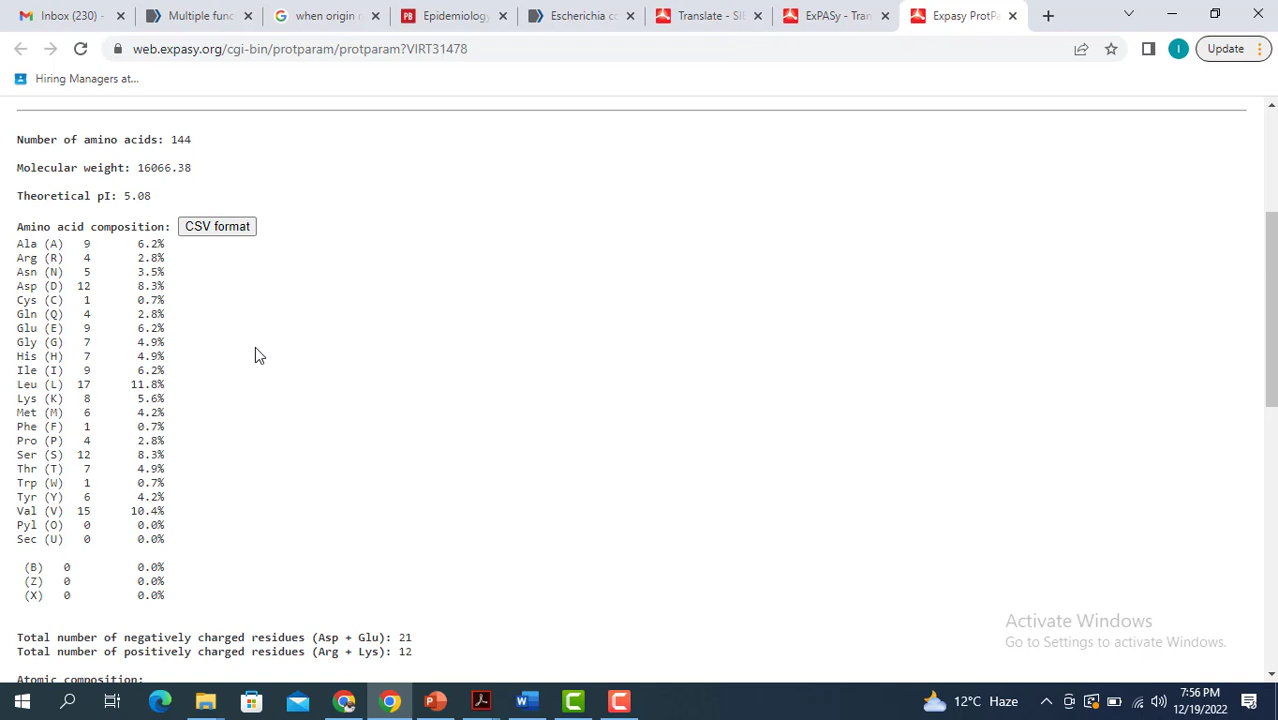 Inbox (230) -
Multiple func
when origin r
Epidemiology
Escherichia co
Translate - SI
ExPASy - Tran
Expasy ProtPa
web.expasy.org/cgi-bin/protparam/protparam?VIRT31478
I
Update
Hiring Managers at...
Number of amino acids: 144
Molecular weight: 16066.38
Theoretical pI: 5.08
Amino acid composition: CSV format
Ala (A) 9 6.2%
Arg (R) 4 2.8%
Asn (N) 5 3.5%
Asp (D) 12 8.3%
Cys (C) 1 0.7%
Gln (Q) 4 2.8%
Glu (E) 9 6.2%
Gly (G) 7 4.9%
His (H) 7 4.9%
Ile (I) 9 6.2%
Leu (L) 17 11.8%
Lys (K) 8 5.6%
Met (M) 6 4.2%
Phe (F) 1 0.7%
Pro (P) 4 2.8%
Ser (S) 12 8.3%
Thr (T) 7 4.9%
Trp (W) 1 0.7%
Tyr (Y) 6 4.2%
Val (V) 15 10.4%
Pyl (O) 0 0.0%
Sec (U) 0 0.0%
(B) 0 0.0%
(Z) 0 0.0%
(X) 0 0.0%
Total number of negatively charged residues (Asp + Glu): 21
Total number of positively charged residues (Arg + Lys): 12
Atomic composition:
Activate Windows
Go to Settings to activate Windows.
12°C Haze
7:56 PM
12/19/2022